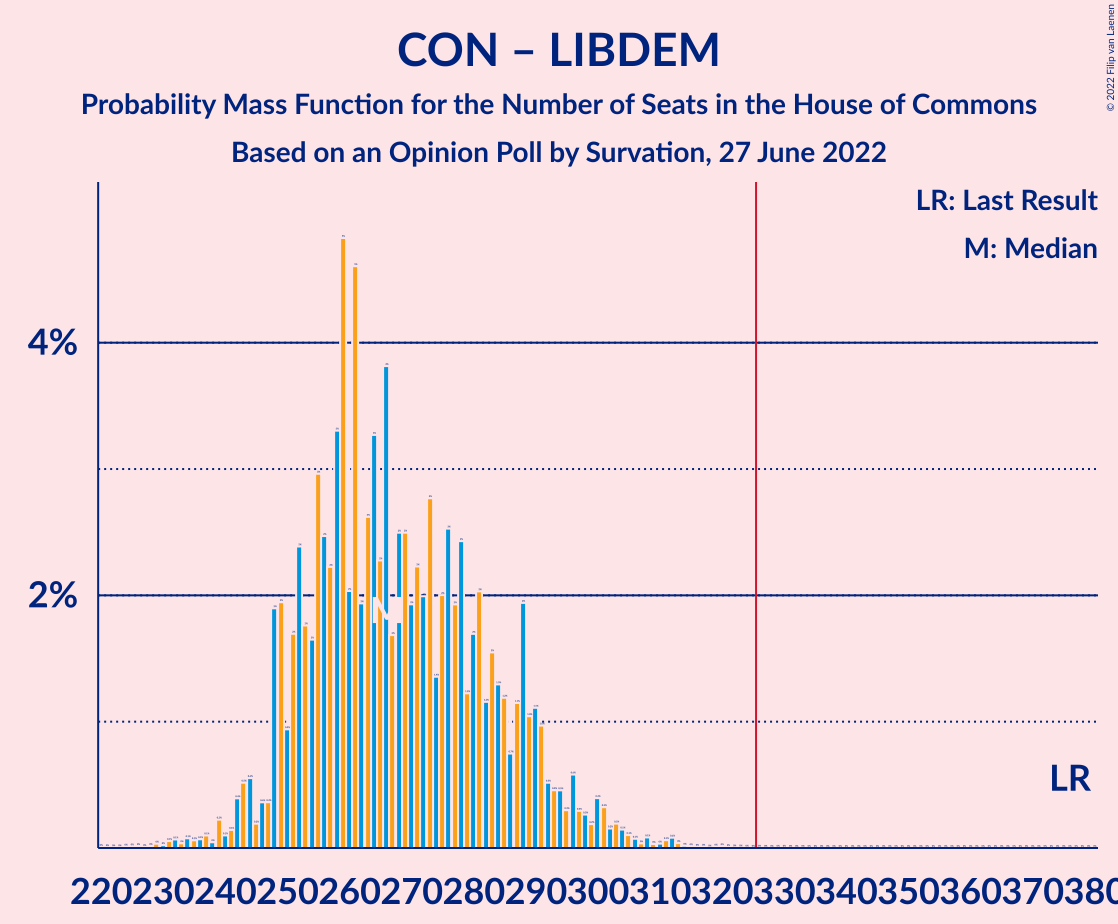 CON – LIBDEM
Probability Mass Function for the Number of Seats in the House of Commons
Based on an Opinion Poll by Survation, 27 June 2022
© 2022 Filip van Laenen
LR: Last Result
M: Median
4%
2%
M
LR
220230240250260270280290300310320330340350360370380